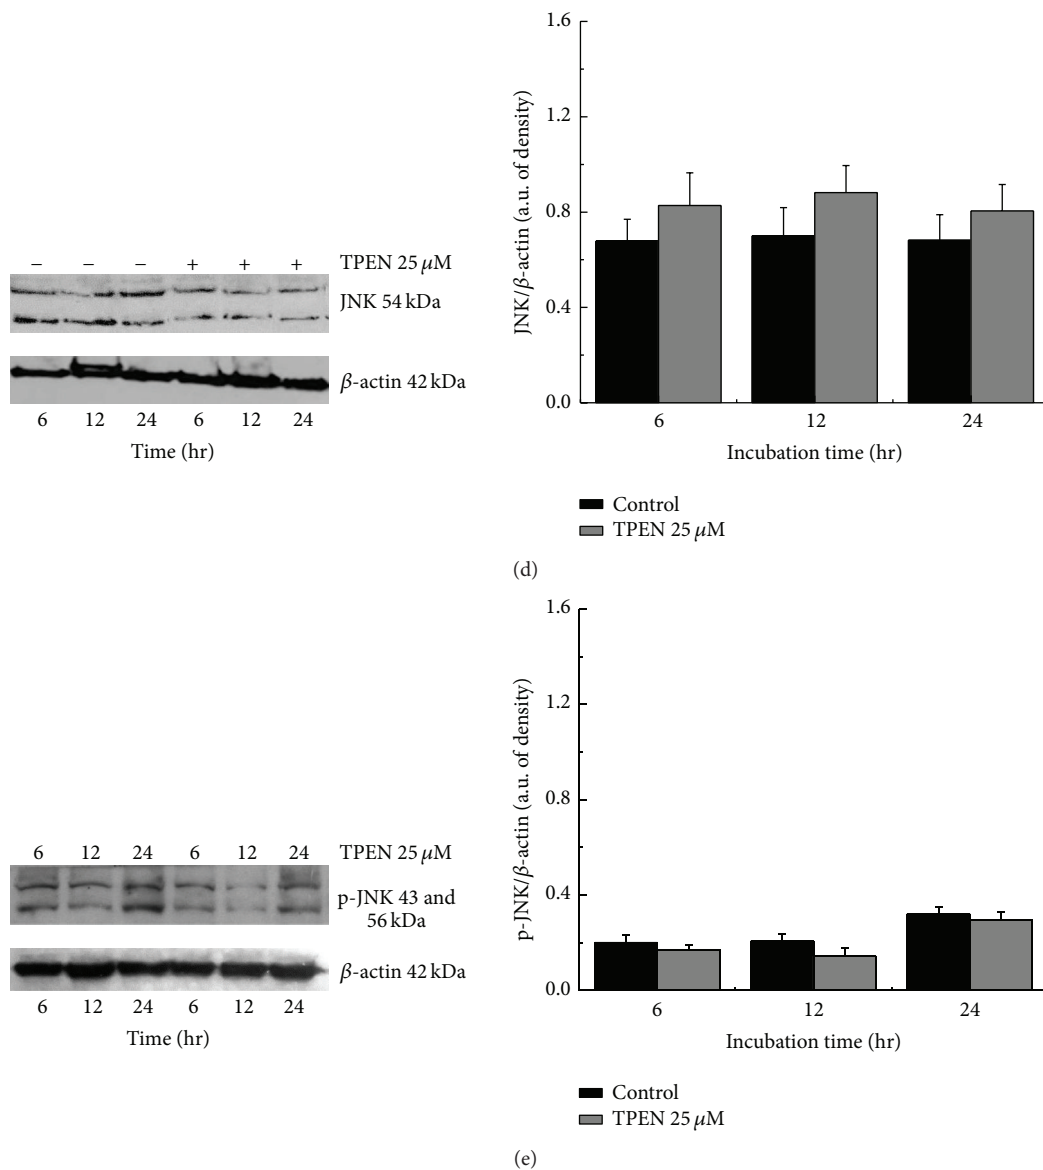 − − − + + + TPEN 25 μM
JNK 54 kDa
β-actin 42 kDa
6 12 24 6 12 24
Time (hr)
1.6
1.2
0.8
0.4
0.0
JNK/β-actin (a.u. of density)
6 12 24
Incubation time (hr)
Control
TPEN 25 μM
(d)
6 12 24 6 12 24 TPEN 25 μM
p-JNK 43 and
56 kDa
β-actin 42 kDa
6 12 24 6 12 24
Time (hr)
1.6
1.2
0.8
0.4
0.0
p-JNK/β-actin (a.u. of density)
6 12 24
Incubation time (hr)
Control
TPEN 25 μM
(e)